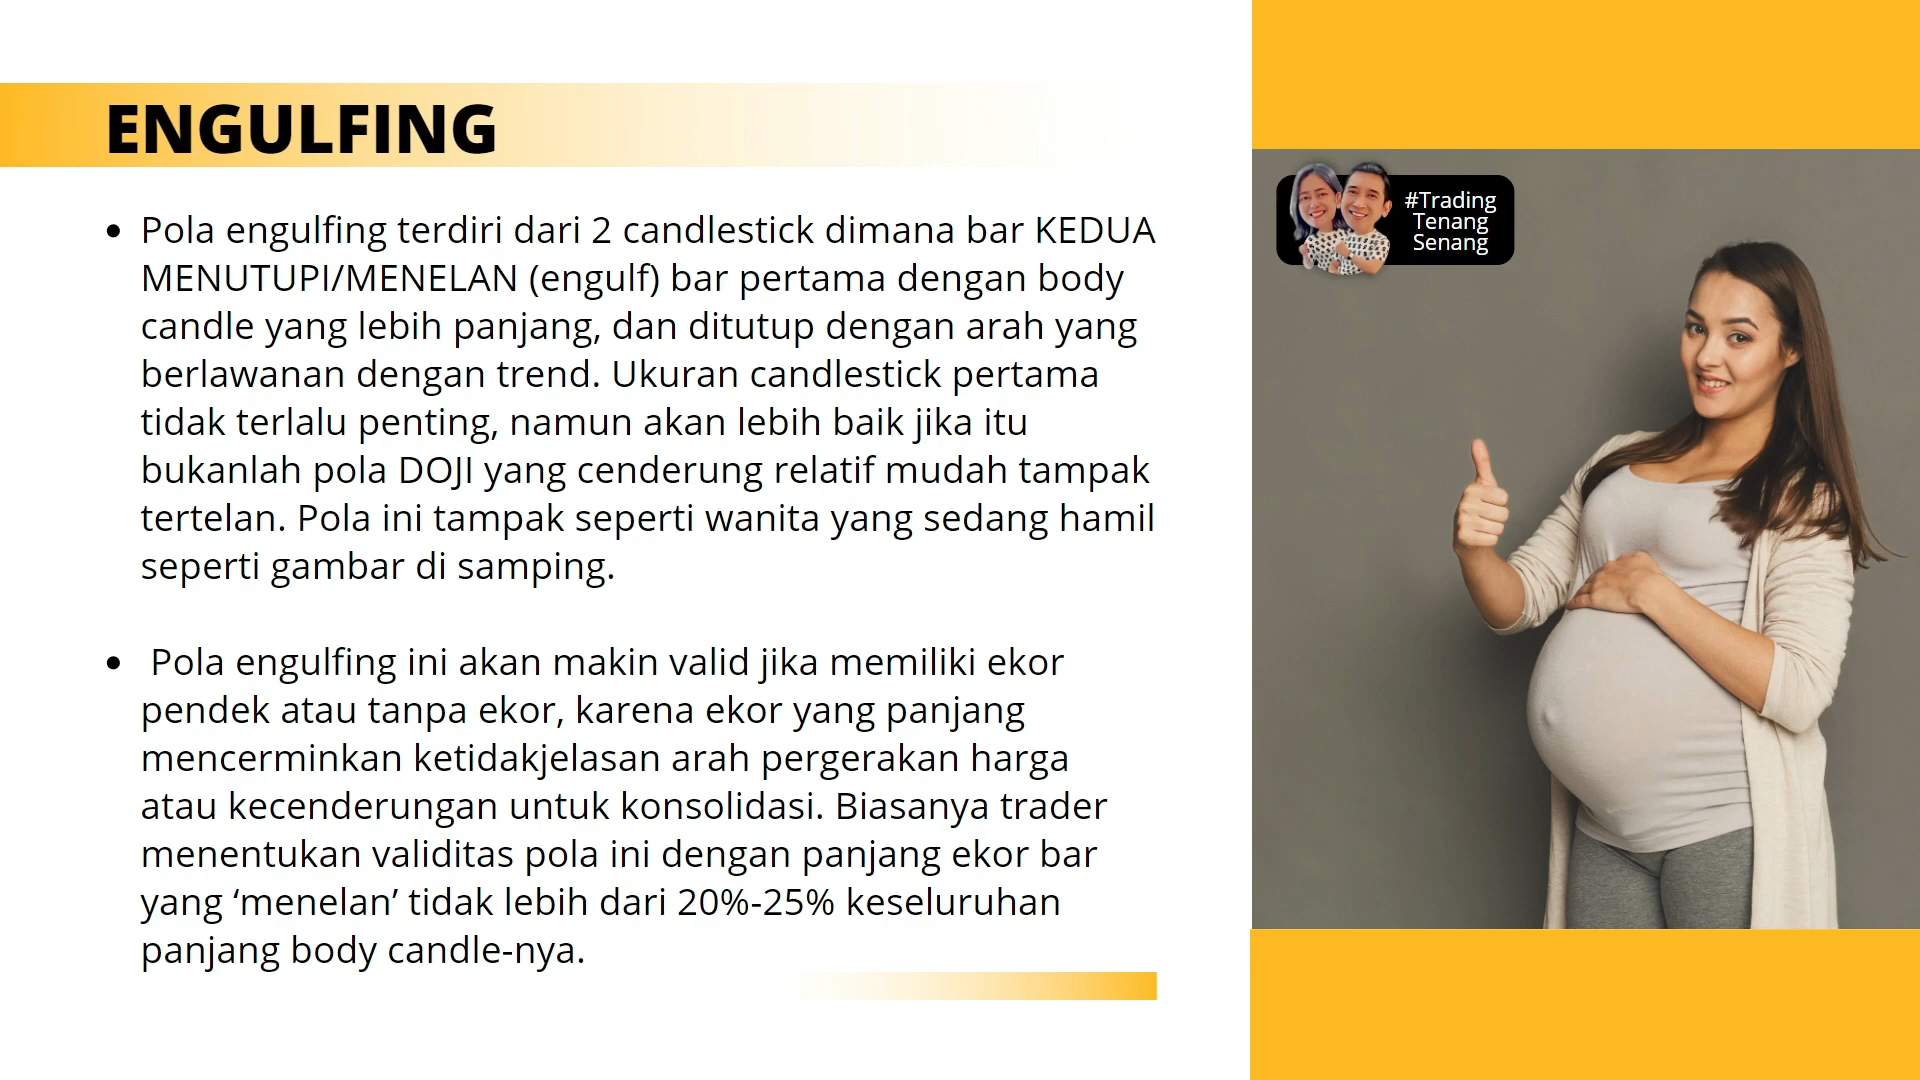 ENGULFING
• Pola engulfing terdiri dari 2 candlestick dimana bar KEDUA
MENUTUPI/MENELAN (engulf) bar pertama dengan body
candle yang lebih panjang, dan ditutup dengan arah yang
berlawanan dengan trend. Ukuran candlestick pertama
tidak terlalu penting, namun akan lebih baik jika itu
bukanlah pola DOJI yang cenderung relatif mudah tampak
tertelan. Pola ini tampak seperti wanita yang sedang hamil
seperti gambar di samping.
• Pola engulfing ini akan makin valid jika memiliki ekor
pendek atau tanpa ekor, karena ekor yang panjang
mencerminkan ketidakjelasan arah pergerakan harga
atau kecenderungan untuk konsolidasi. Biasanya trader
menentukan validitas pola ini dengan panjang ekor bar
yang ‘menelan’ tidak lebih dari 20%-25% keseluruhan
panjang body candle-nya.
#Trading
Tenang
Senang